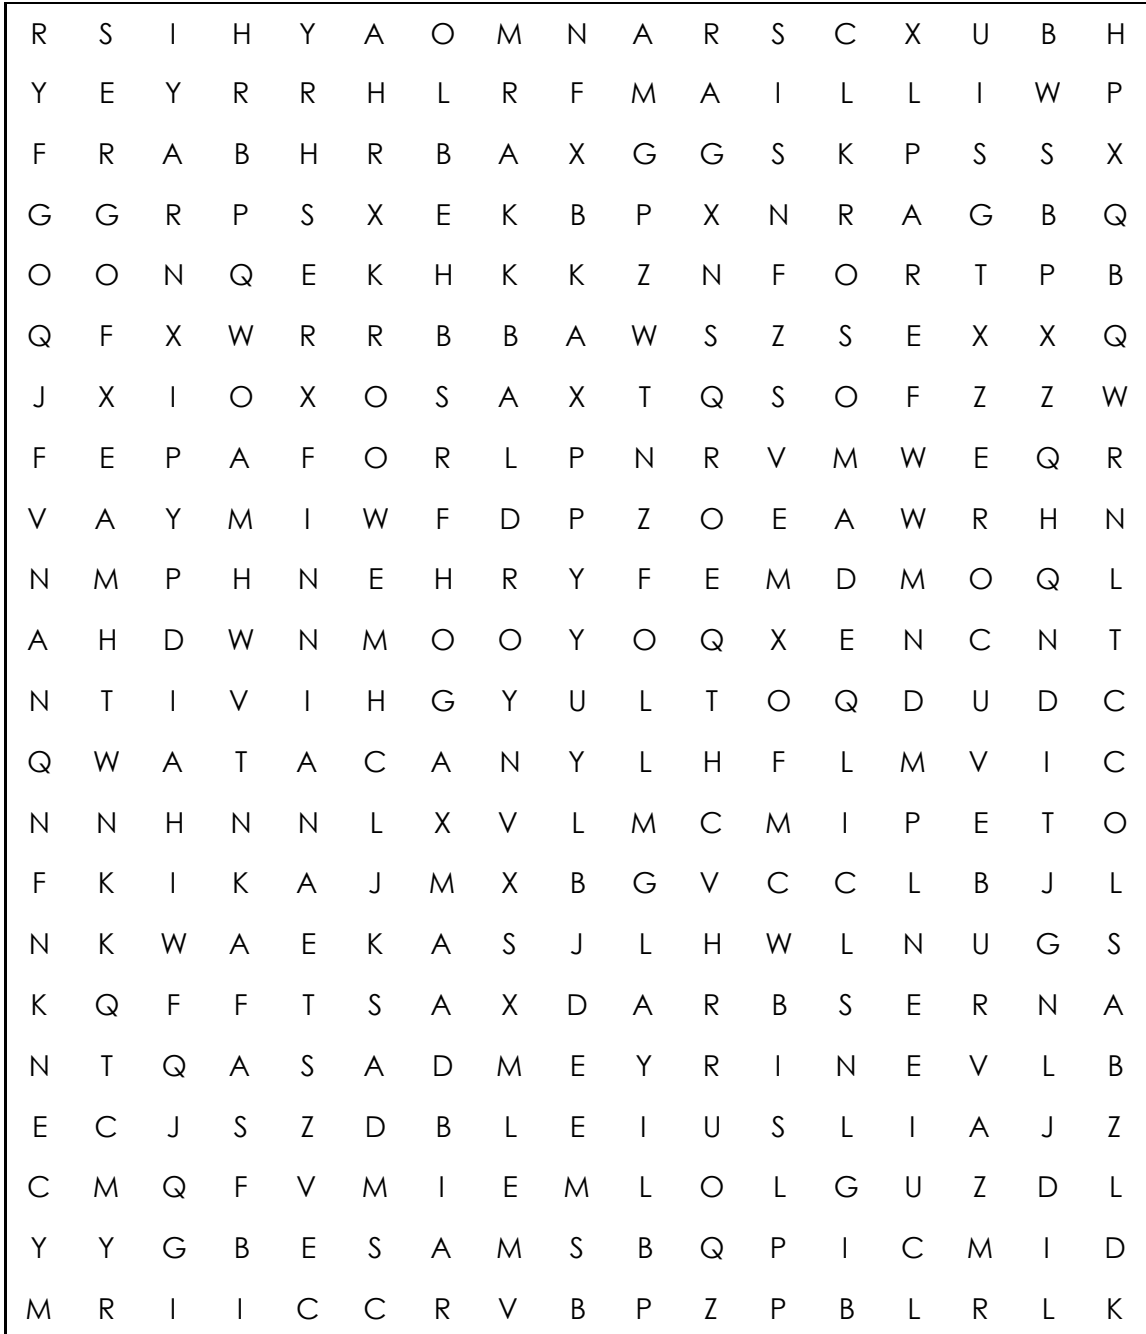 R S I H Y A O M N A R S C X U B H
Y E Y R R H L R F M A I L L I W P
F R A B H R B A X G G S K P S S X
G G R P S X E K B P X N R A G B Q
O O N Q E K H K K Z N F O R T P B
Q F X W R R B B A W S Z S E X X Q
J X I O X O S A X T Q S O F Z Z W
F E P A F O R L P N R V M W E Q R
V A Y M I W F D P Z O E A W R H N
N M P H N E H R Y F E M D M O Q L
A H D W N M O O Y O Q X E N C N T
N T I V I H G Y U L T O Q D U D C
Q W A T A C A N Y L H F L M V I C
N N H N N L X V L M C M I P E T O
F K I K A J M X B G V C C L B J L
N K W A E K A S J L H W L N U G S
K Q F F T S A X D A R B S E R N A
N T Q A S A D M E Y R I N E V L B
E C J S Z D B L E I U S L I A J Z
C M Q F V M I E M L O L G U Z D L
Y Y G B E S A M S B Q P I C M I D
M R I I C C R V B P Z P B L R L K